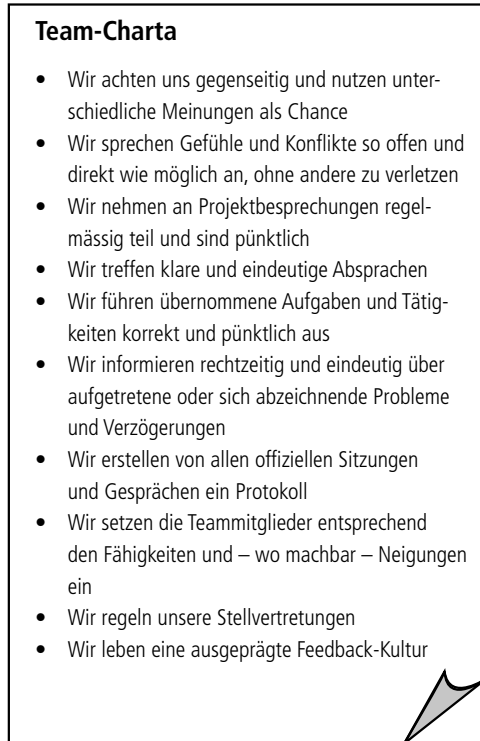 Team-Charta
• Wir achten uns gegenseitig und nutzen unter-
schiedliche Meinungen als Chance
• Wir sprechen Gefühle und Konflikte so offen und
direkt wie möglich an, ohne andere zu verletzen
• Wir nehmen an Projektbesprechungen regel-
mässig teil und sind pünktlich
• Wir treffen klare und eindeutige Absprachen
• Wir führen übernommene Aufgaben und Tätig-
keiten korrekt und pünktlich aus
• Wir informieren rechtzeitig und eindeutig über
aufgetretene oder sich abzeichnende Probleme
und Verzögerungen
• Wir erstellen von allen offiziellen Sitzungen
und Gesprächen ein Protokoll
• Wir setzen die Teammitglieder entsprechend
den Fähigkeiten und – wo machbar – Neigungen
ein
• Wir regeln unsere Stellvertretungen
• Wir leben eine ausgeprägte Feedback-Kultur